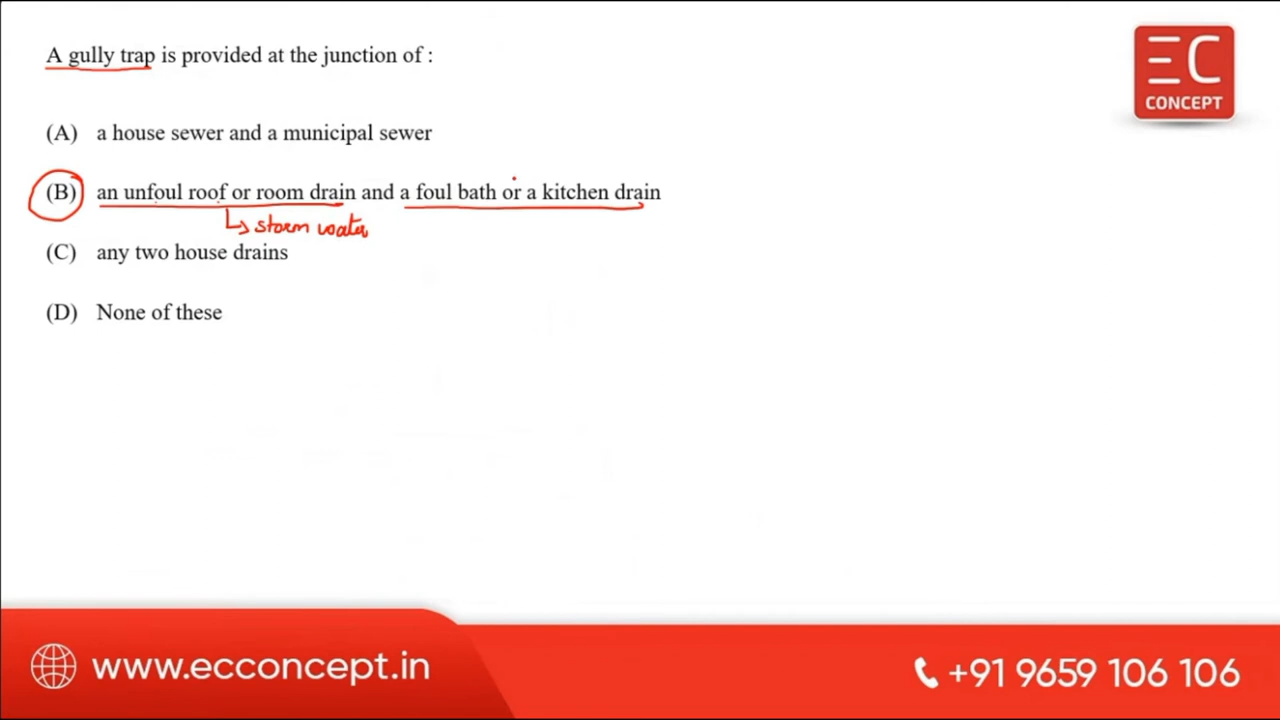 A gully trap is provided at the junction of :
EC
CONCEPT
(A) a house sewer and a municipal sewer
(B) an unfoul roof or room drain and a foul bath or a kitchen drain
↳ storm water
(C) any two house drains
(D) None of these
www.ecconcept.in
+91 9659 106 106